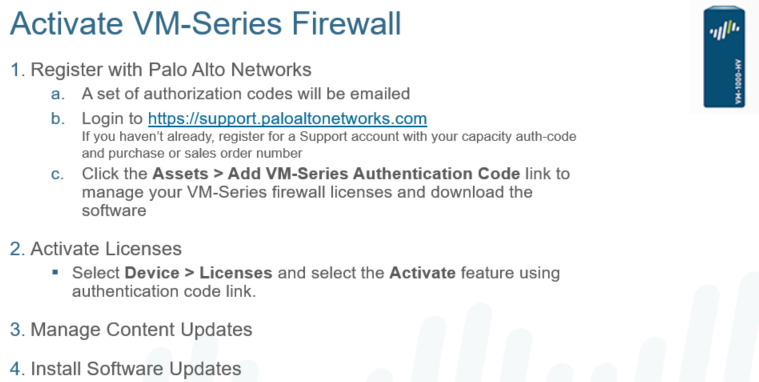 Activate VM-Series Firewall
VM-1000-HV
1. Register with Palo Alto Networks
a. A set of authorization codes will be emailed
b. Login to https://support.paloaltonetworks.com
If you haven't already, register for a Support account with your capacity auth-code
and purchase or sales order number
c. Click the Assets > Add VM-Series Authentication Code link to
manage your VM-Series firewall licenses and download the
software
2. Activate Licenses
▪ Select Device > Licenses and select the Activate feature using
authentication code link.
3. Manage Content Updates
4. Install Software Updates